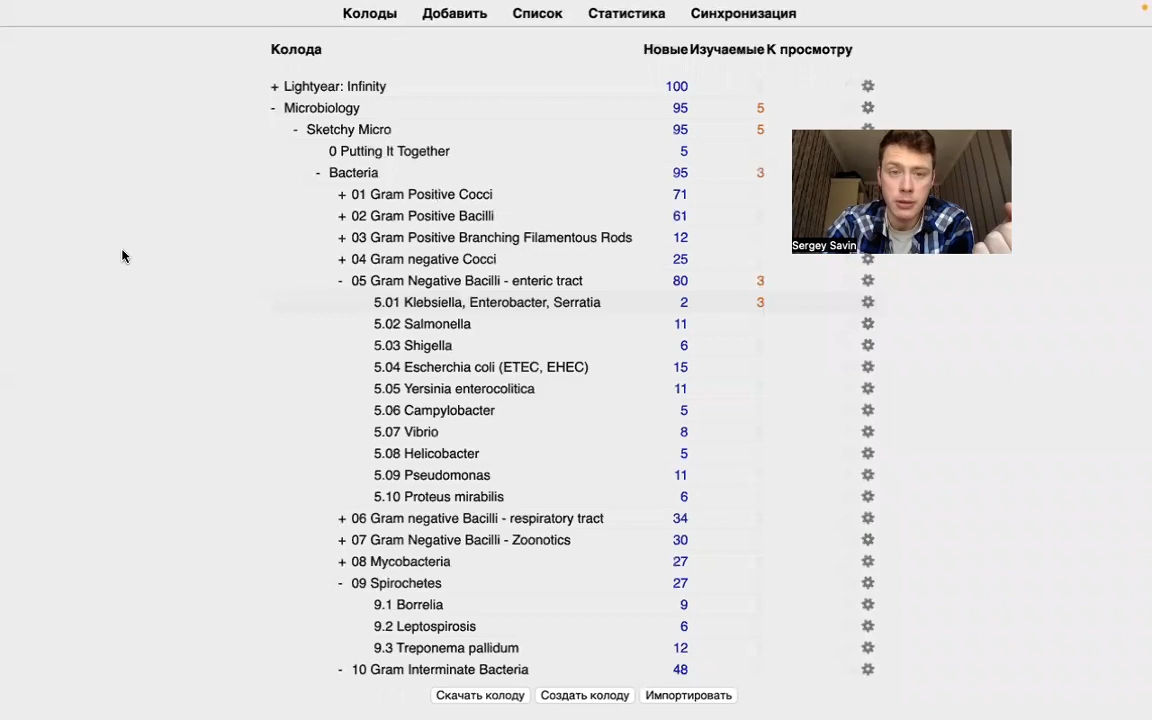 Колоды Добавить Список Статистика Синхронизация
Колода Новые Изучаемые К просмотру
+ Lightyear: Infinity 100
- Microbiology 95 5
- Sketchy Micro 95 5
0 Putting It Together 5
- Bacteria 95 3
+ 01 Gram Positive Cocci 71
+ 02 Gram Positive Bacilli 61
+ 03 Gram Positive Branching Filamentous Rods 12
Sergey Savin
+ 04 Gram negative Cocci 25
- 05 Gram Negative Bacilli - enteric tract 80 3
5.01 Klebsiella, Enterobacter, Serratia 2 3
5.02 Salmonella 11
5.03 Shigella 6
5.04 Escherchia coli (ETEC, EHEC) 15
5.05 Yersinia enterocolitica 11
5.06 Campylobacter 5
5.07 Vibrio 8
5.08 Helicobacter 5
5.09 Pseudomonas 11
5.10 Proteus mirabilis 6
+ 06 Gram negative Bacilli - respiratory tract 34
+ 07 Gram Negative Bacilli - Zoonotics 30
+ 08 Mycobacteria 27
- 09 Spirochetes 27
9.1 Borrelia 9
9.2 Leptospirosis 6
9.3 Treponema pallidum 12
- 10 Gram Interminate Bacteria 48
Скачать колоду Создать колоду Импортировать